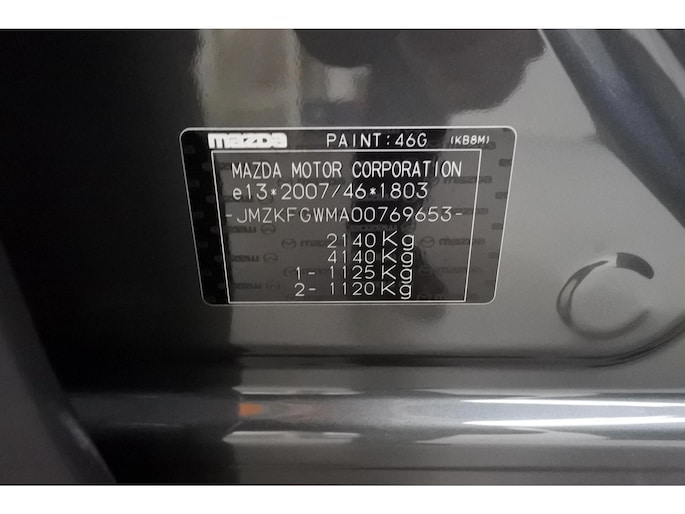 mazda PAINT:46G (KB8M)
MAZDA MOTOR CORPORATION
e13*2007/46*1803
-JMZKFGWMA00769653-
2140Kg
4140Kg
1- 1125Kg
2- 1120Kg